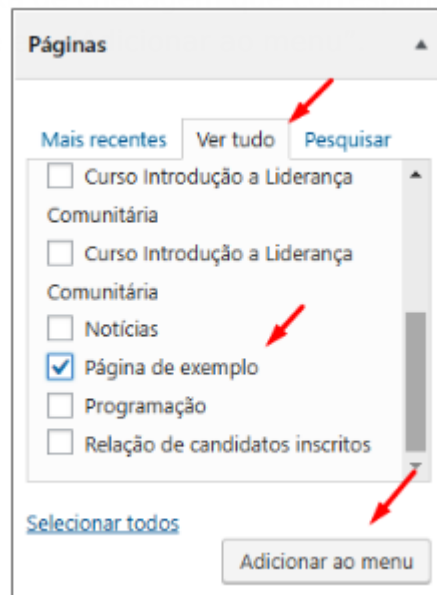 Páginas
Mais recentes Ver tudo Pesquisar
Curso Introdução a Liderança
Comunitária
Curso Introdução a Liderança
Comunitária
Notícias
Página de exemplo
Programação
Relação de candidatos inscritos
Selecionar todos
Adicionar ao menu